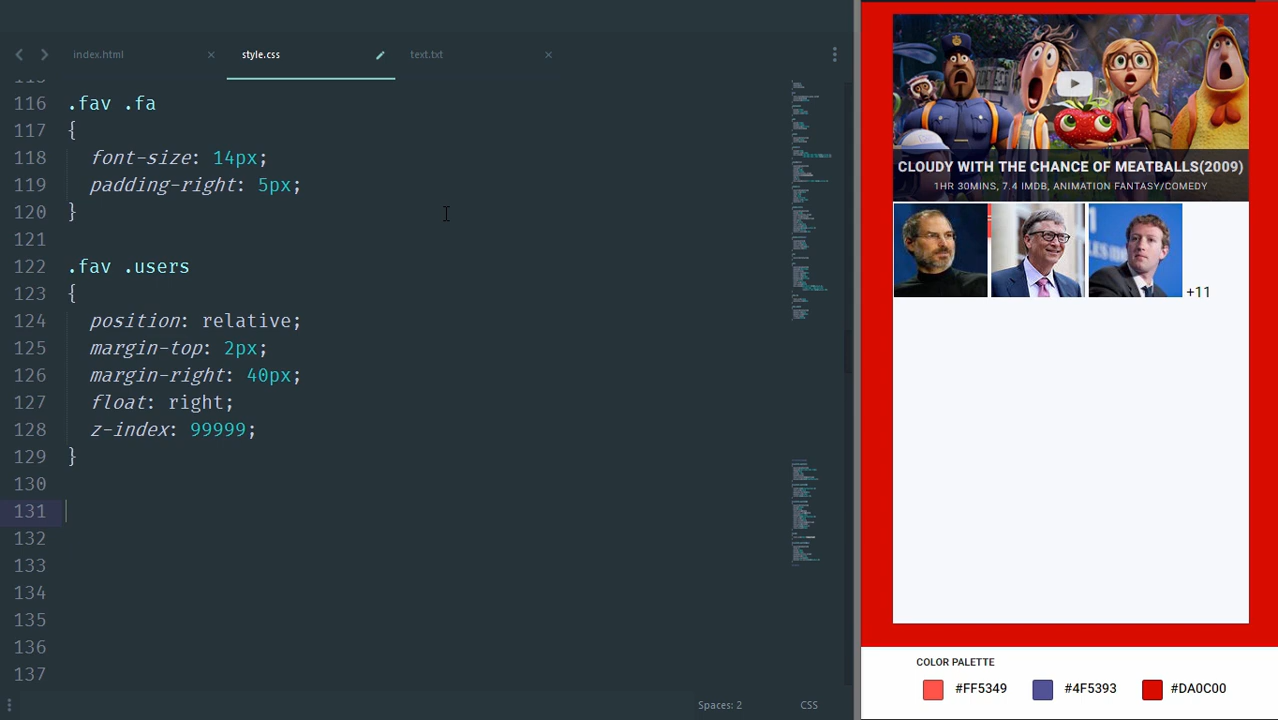 index.html
style.css
text.txt
116 .fav .fa
117 {
118 font-size: 14px;
119 padding-right: 5px;
120 }
121
122 .fav .users
123 {
124 position: relative;
125 margin-top: 2px;
126 margin-right: 40px;
127 float: right;
128 z-index: 99999;
129 }
130
131
132
133
134
135
136
137
Spaces: 2
CSS
CLOUDY WITH THE CHANCE OF MEATBALLS(2009)
1HR 30MINS, 7.4 IMDB, ANIMATION FANTASY/COMEDY
+11
COLOR PALETTE
#FF5349 #4F5393 #DA0C00